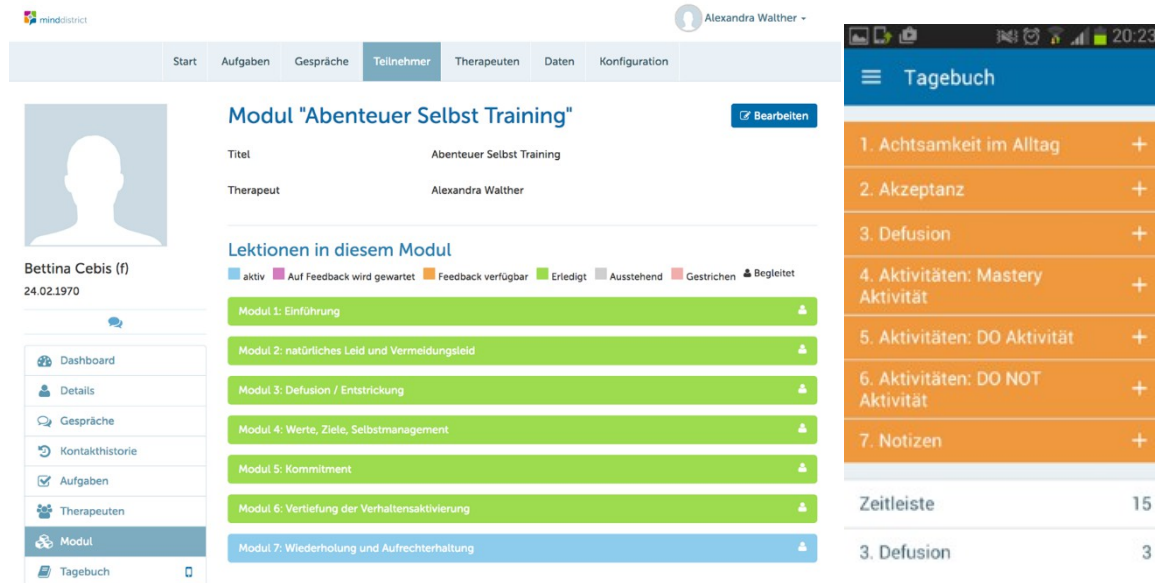 minddistrict
Alexandra Walther
Start Aufgaben Gespräche Teilnehmer Therapeuten Daten Konfiguration
Modul "Abenteuer Selbst Training"
Bearbeiten
Titel Abenteuer Selbst Training
Therapeut Alexandra Walther
Lektionen in diesem Modul
aktiv Auf Feedback wird gewartet Feedback verfügbar Erledigt Ausstehend Gestrichen Begleitet
Modul 1: Einführung
Modul 2: natürliches Leid und Vermeidungsleid
Modul 3: Defusion / Entstrickung
Modul 4: Werte, Ziele, Selbstmanagement
Modul 5: Kommitment
Modul 6: Vertiefung der Verhaltensaktivierung
Modul 7: Wiederholung und Aufrechterhaltung
Bettina Cebis (f)
24.02.1970
Dashboard
Details
Gespräche
Kontakthistorie
Aufgaben
Therapeuten
Modul
Tagebuch
20:23
Tagebuch
1. Achtsamkeit im Alltag +
2. Akzeptanz +
3. Defusion +
4. Aktivitäten: Mastery
Aktivität +
5. Aktivitäten: DO Aktivität +
6. Aktivitäten: DO NOT
Aktivität +
7. Notizen +
Zeitleiste 15
3. Defusion 3